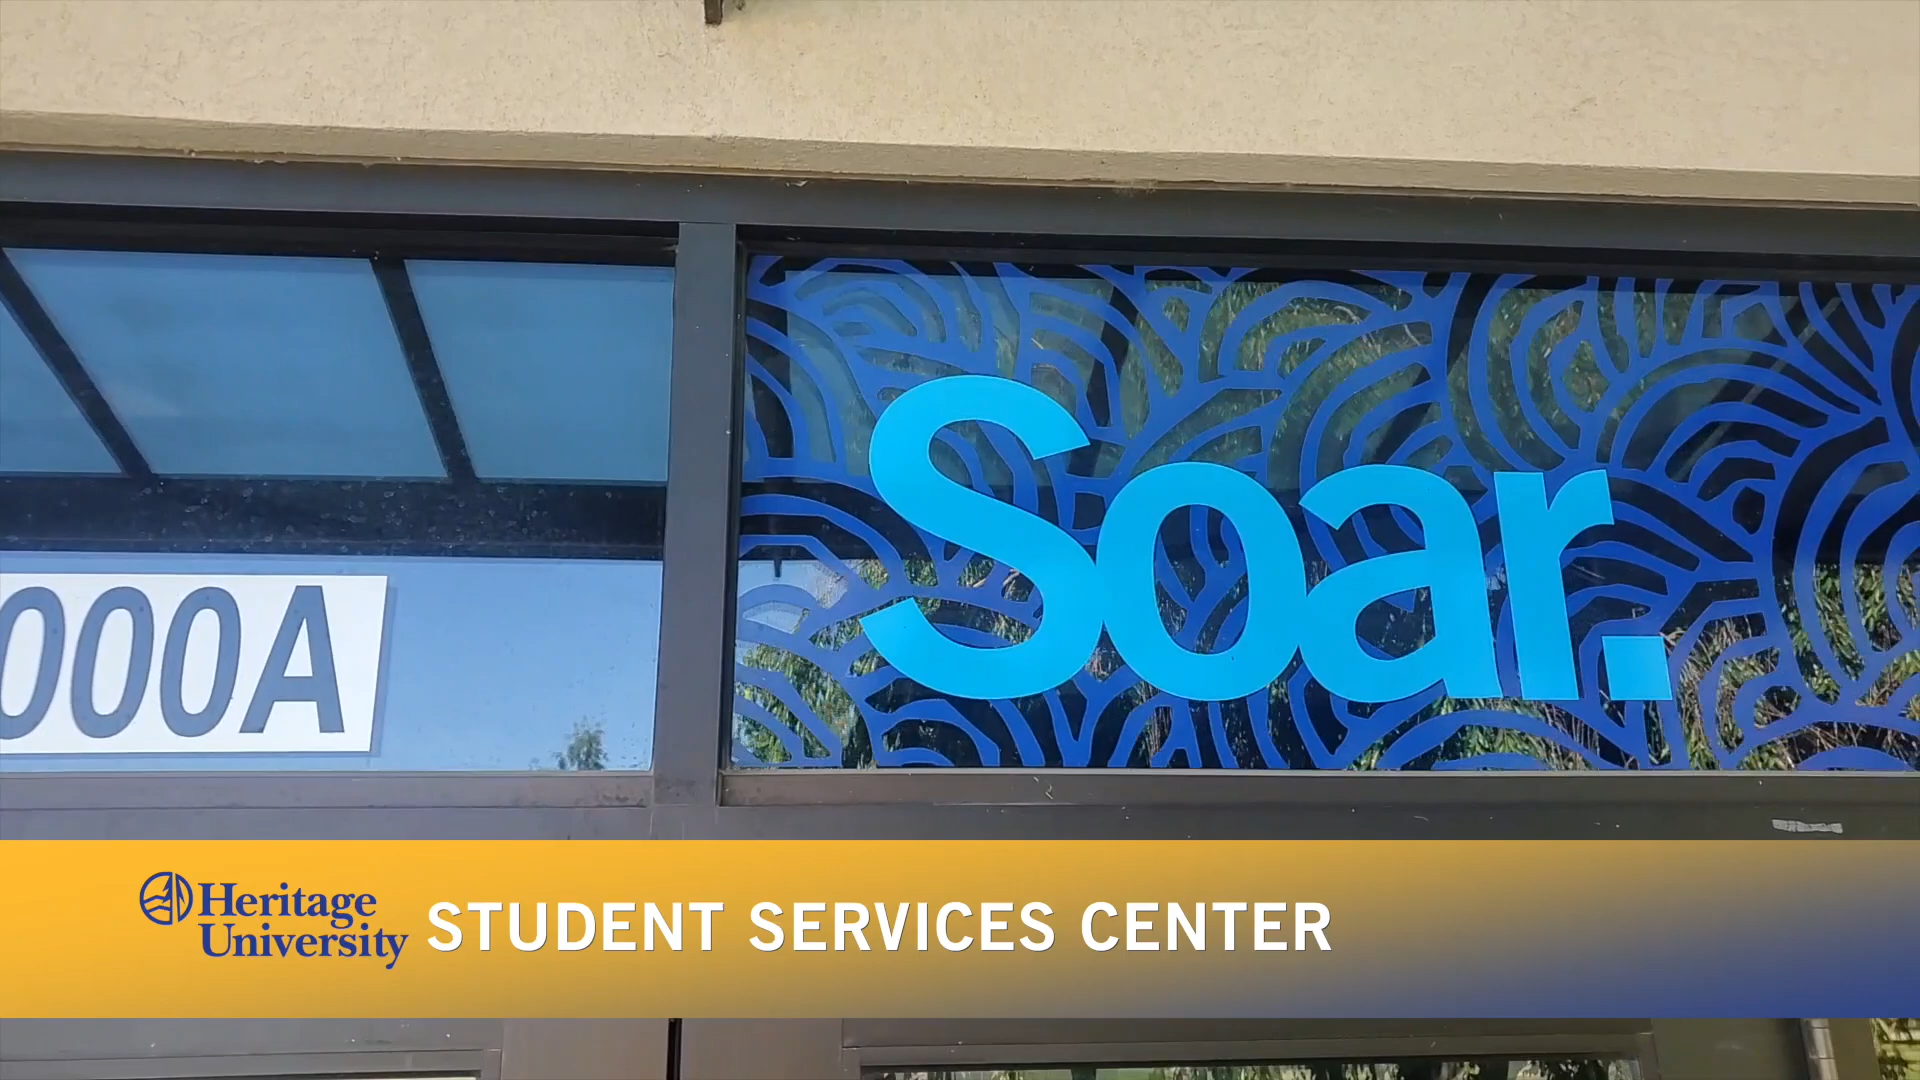 Soar.
000A
Heritage
University
STUDENT SERVICES CENTER